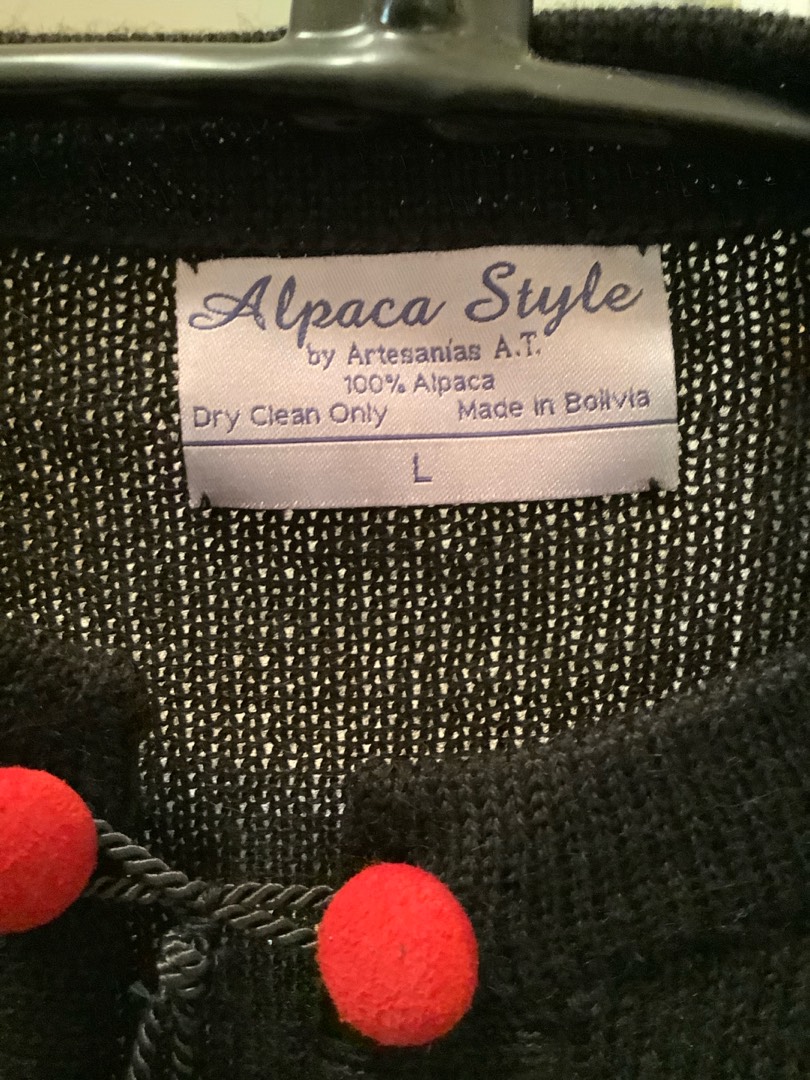 Alpaca Style
by Artesanías A.T.
100% Alpaca
Dry Clean Only Made in Bolivia
L